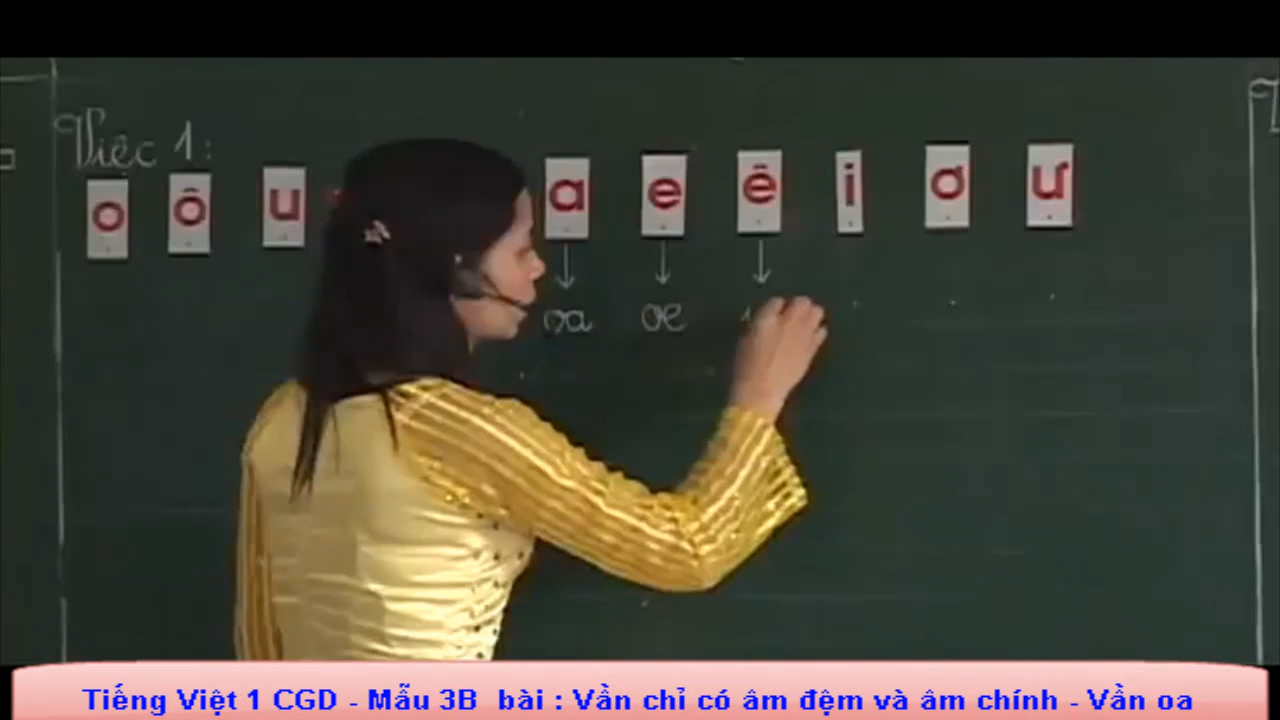 Việc 1:
o ô u a e ê i ơ ư
oa oe
Tiếng Việt 1 CGD - Mẫu 3B bài : Vần chỉ có âm đệm và âm chính - Vần oa